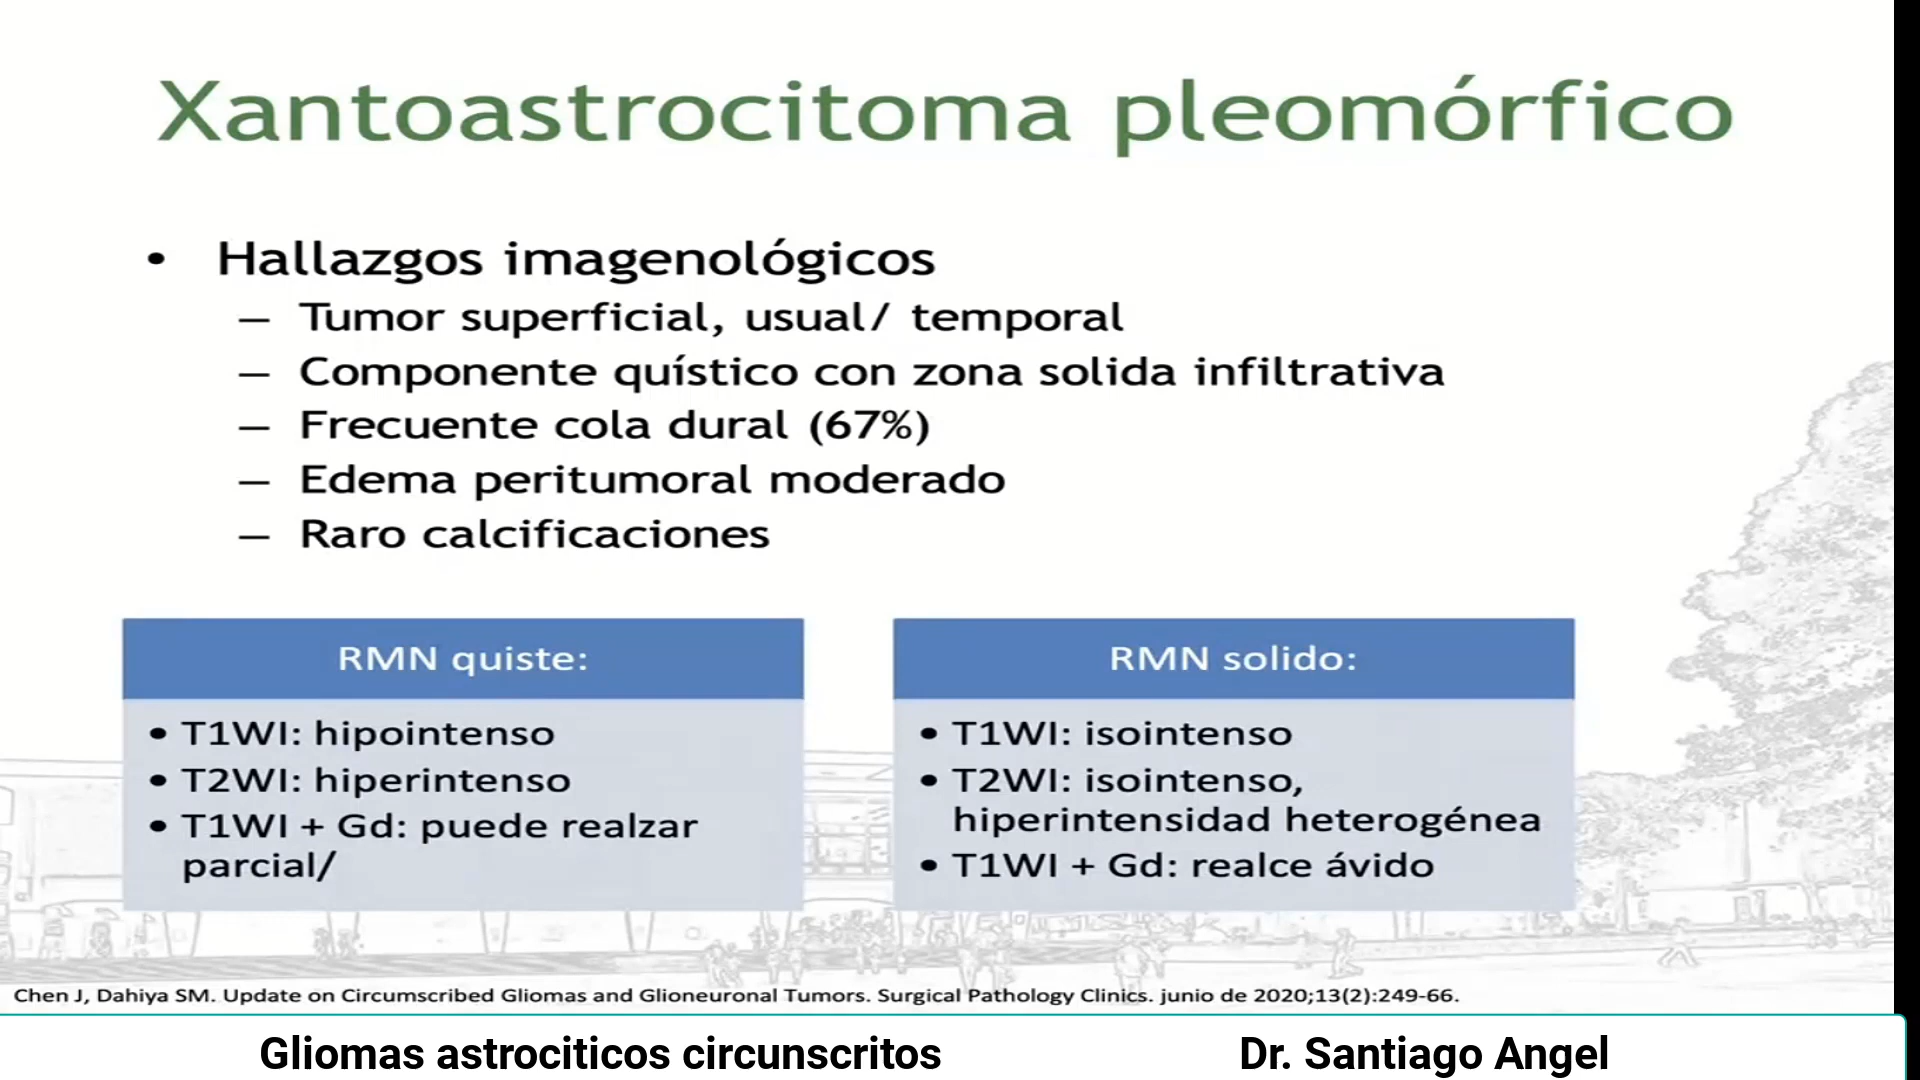 Xantoastrocitoma pleomórfico
• Hallazgos imagenológicos
– Tumor superficial, usual/ temporal
– Componente quístico con zona solida infiltrativa
– Frecuente cola dural (67%)
– Edema peritumoral moderado
– Raro calcificaciones
RMN quiste:
• T1WI: hipointenso
• T2WI: hiperintenso
• T1WI + Gd: puede realzar
parcial/
RMN solido:
• T1WI: isointenso
• T2WI: isointenso,
hiperintensidad heterogénea
• T1WI + Gd: realce ávido
Chen J, Dahiya SM. Update on Circumscribed Gliomas and Glioneuronal Tumors. Surgical Pathology Clinics. junio de 2020;13(2):249-66.
Gliomas astrociticos circunscritos
Dr. Santiago Angel